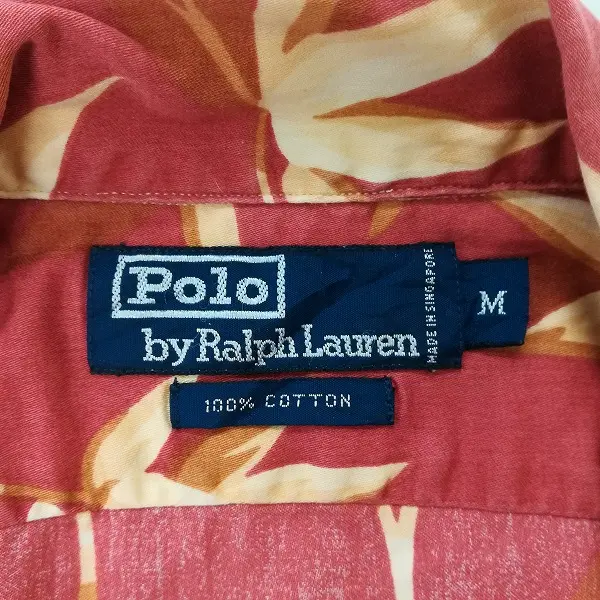 Polo
by Ralph Lauren
MADE IN SINGAPORE
M
100% COTTON